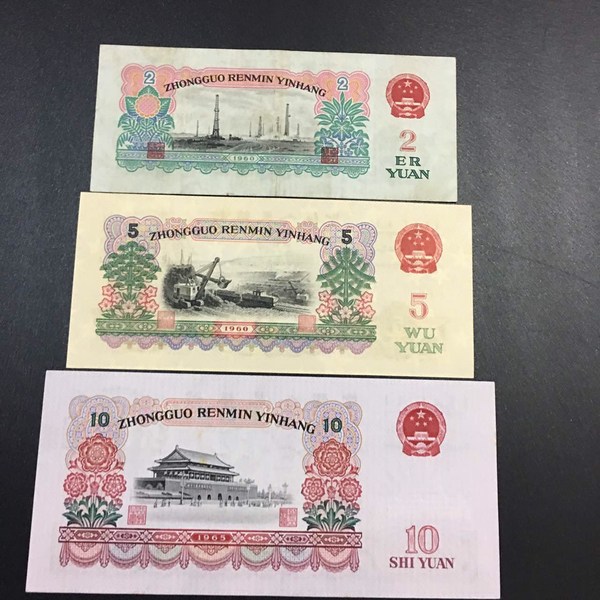 2 2
ZHONGGUO RENMIN YINHANG
1960
2
ER
YUAN
5 5
ZHONGGUO RENMIN YINHANG
1960
5
WU
YUAN
10 10
ZHONGGUO RENMIN YINHANG
1965
10
SHI YUAN